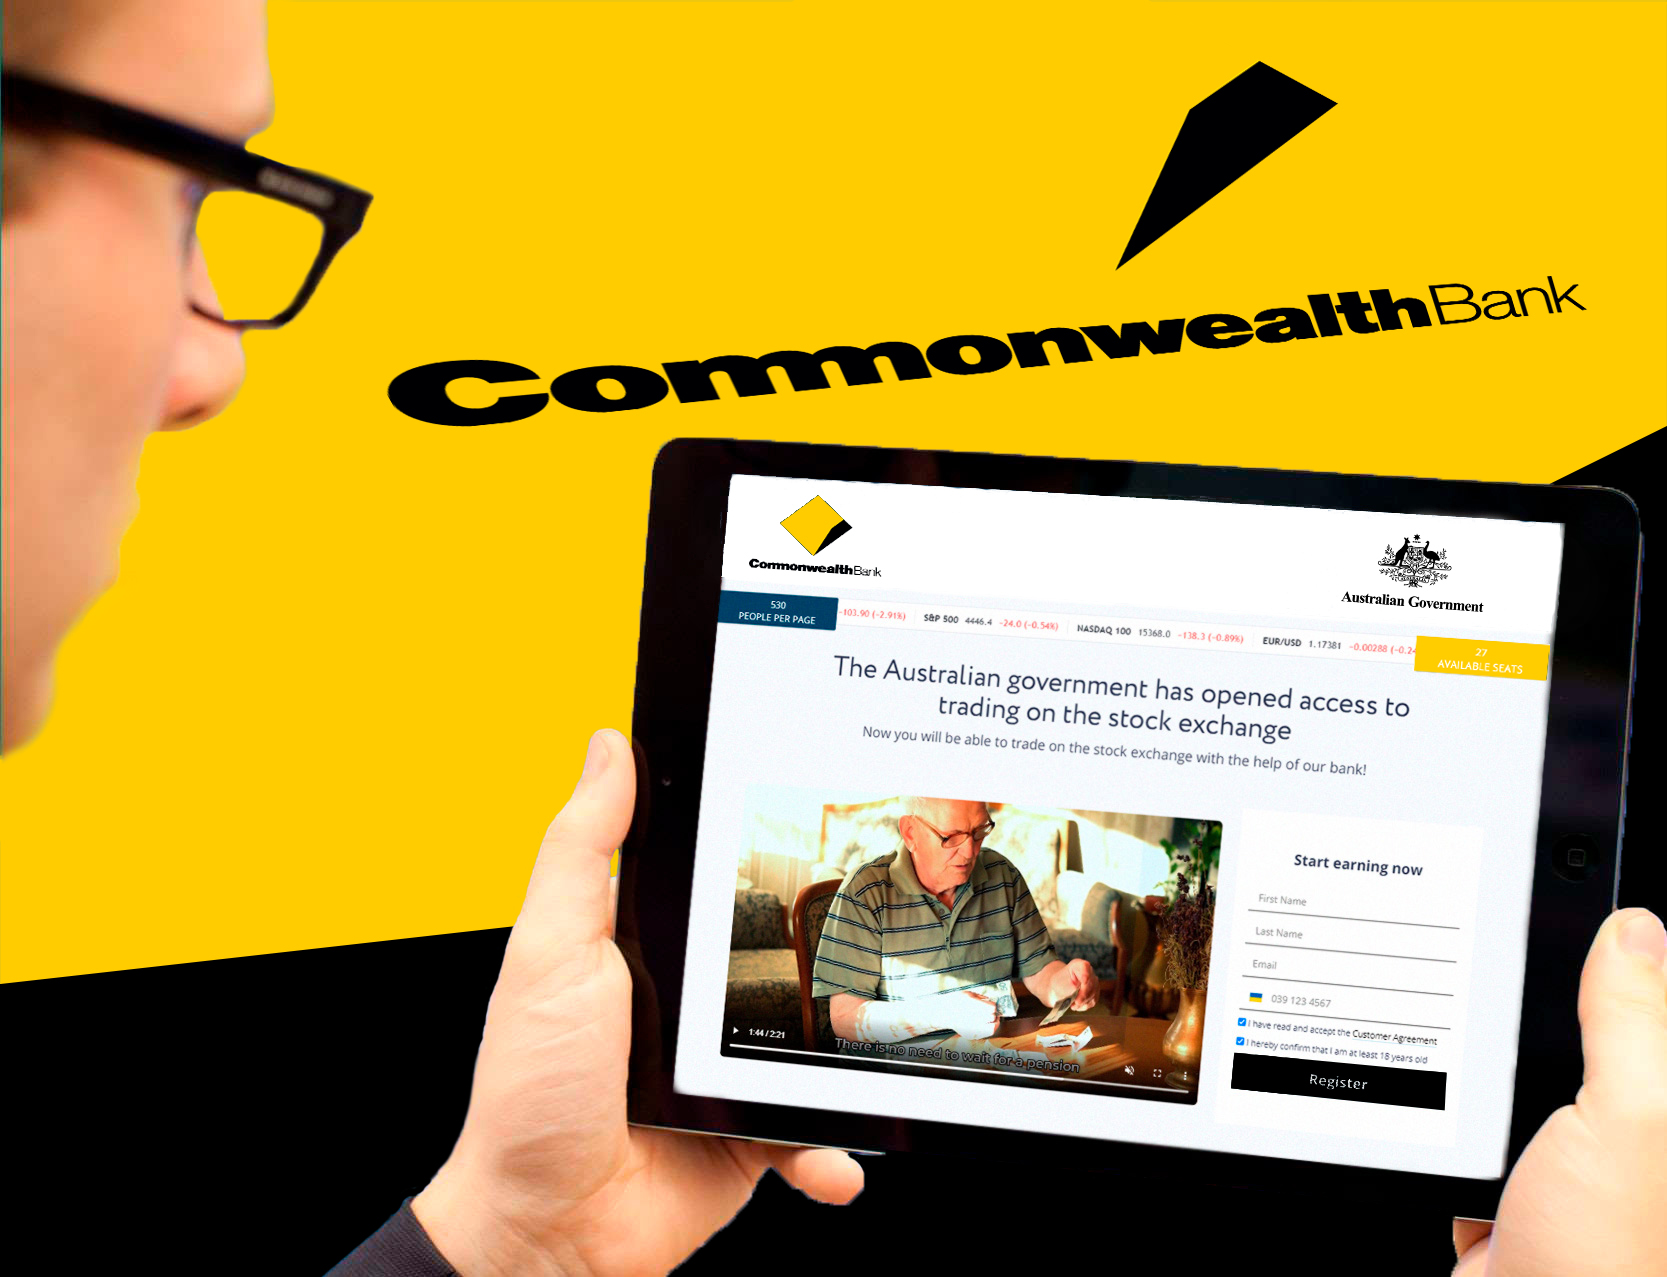 CommonwealthBank
CommonwealthBank
Australian Government
530
PEOPLE PER PAGE
-103.90 (-2.91%) S&P 500 4446.4 -24.0 (-0.54%) NASDAQ 100 15368.0 -138.3 (-0.89%) EUR/USD 1.17381 -0.00288 (-0.24
27
AVAILABLE SEATS
The Australian government has opened access to
trading on the stock exchange
Now you will be able to trade on the stock exchange with the help of our bank!
1:44 / 2:21
There is no need to wait for a pension
Start earning now
First Name
Last Name
Email
039 123 4567
I have read and accept the Customer Agreement
I hereby confirm that I am at least 18 years old
Register